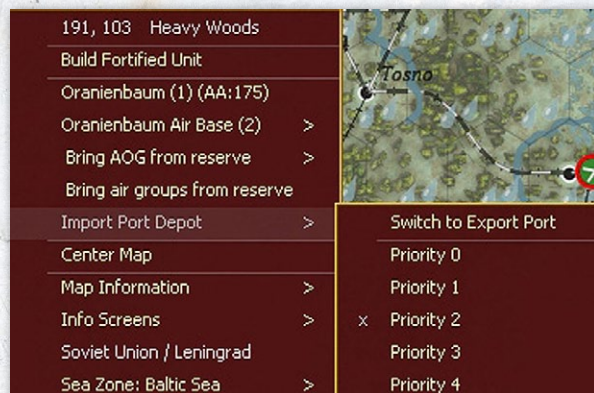 191, 103 Heavy Woods
Build Fortified Unit
Oranienbaum (1) (AA:175)
Oranienbaum Air Base (2) >
Bring AOG from reserve >
Bring air groups from reserve
Import Port Depot >
Center Map
Map Information >
Info Screens >
Soviet Union / Leningrad
Sea Zone: Baltic Sea >
Tosno
7
Switch to Export Port
Priority 0
Priority 1
x Priority 2
Priority 3
Priority 4